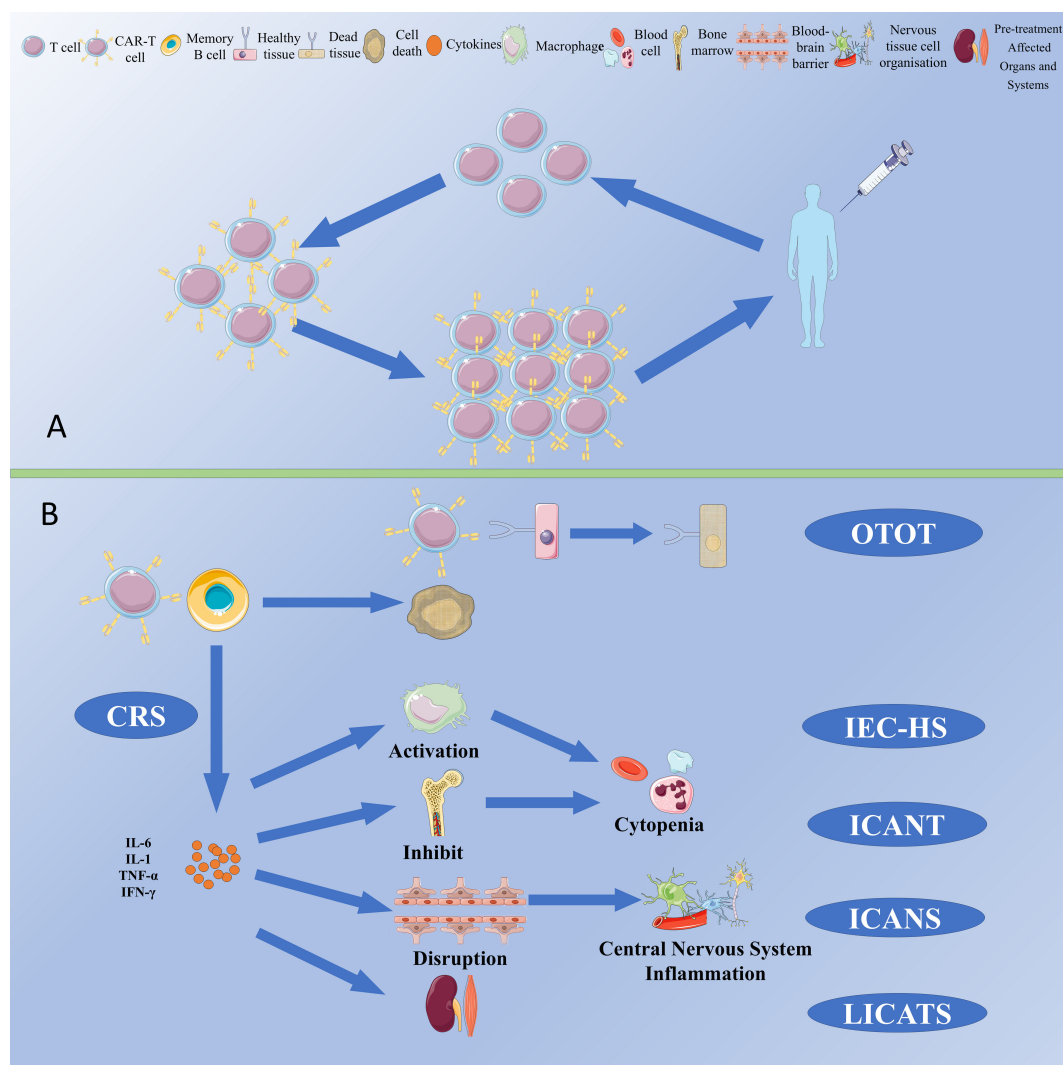 T cell
CAR-T
cell
Memory
B cell
Healthy
tissue
Dead
tissue
Cell
death
Cytokines
Macrophage
Blood
cell
Bone
marrow
Blood-
brain
barrier
Nervous
tissue cell
organisation
Pre-treatment
Affected
Organs and
Systems
A
B
OTOT
CRS
Activation
IEC-HS
Cytopenia
ICANT
Inhibit
IL-6
IL-1
TNF-α
IFN-γ
ICANS
Disruption
Central Nervous System
Inflammation
LICATS